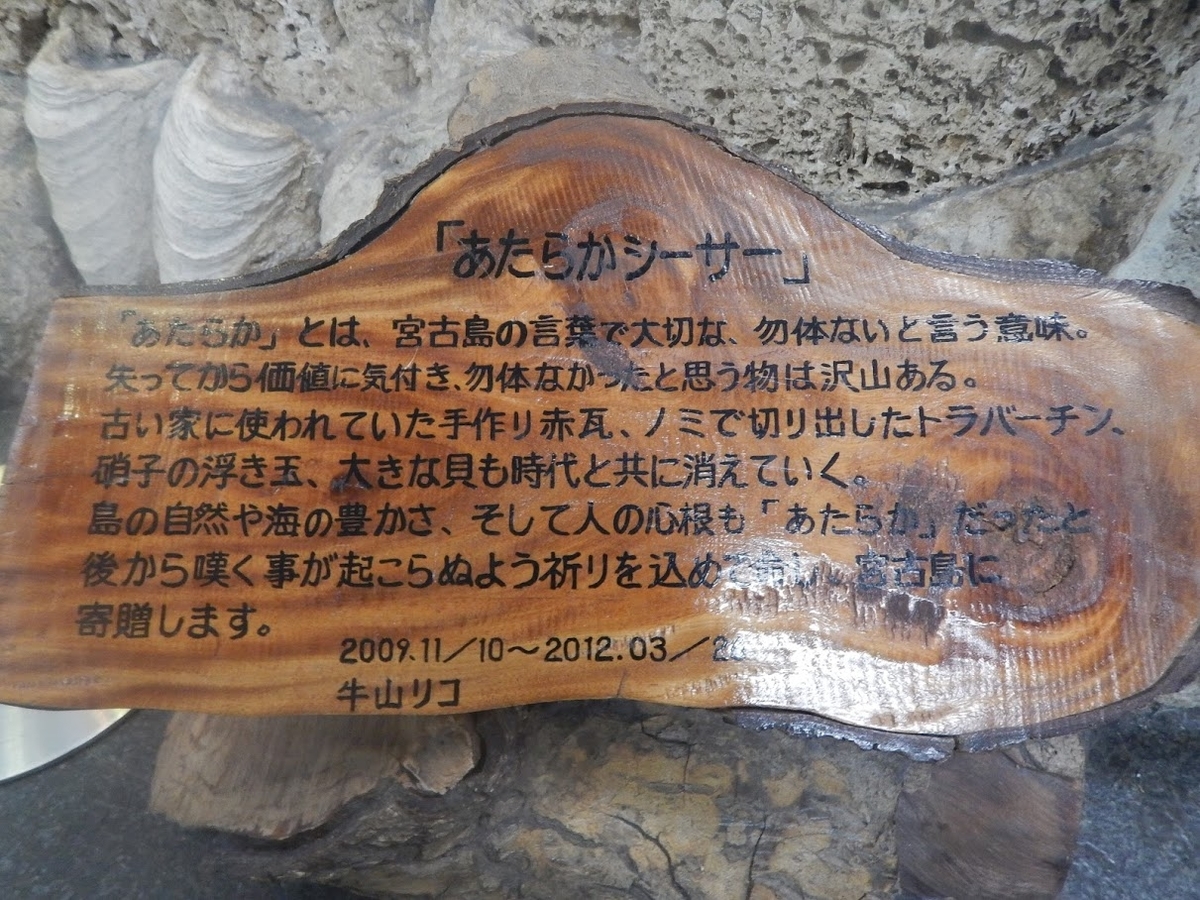 「あたらかシーサー」
「あたらか」とは、宮古島の言葉で大切な、勿体ないと言う意味。
失ってから価値に気付き、勿体なかったと思う物は沢山ある。
古い家に使われていた手作り赤瓦、ノミで切り出したトラバーチン、
硝子の浮き玉、大きな貝も時代と共に消えていく。
島の自然や海の豊かさ、そして人の心根も「あたらか」だったと
後から嘆く事が起こらぬよう祈りを込めて 宮古島に
寄贈します。
2009.11/10〜2012.03/
牛山リコ